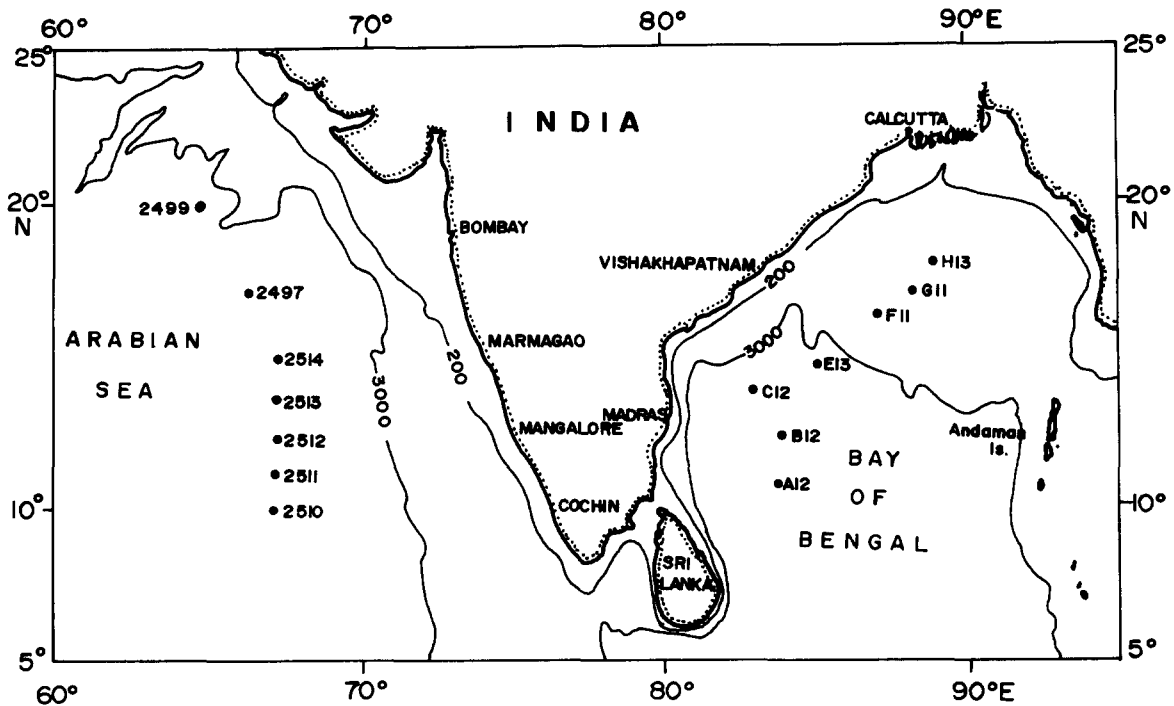 60° 70° 80° 90°E
25° 25°
INDIA
CALCUTTA
20° 20°
N N
2499
BOMBAY
VISHAKHAPATNAM
200
H13
2497
G11
F11
ARABIAN
MARMAGAO
3000
2514
200
E13
SEA
3000
C12
2513
MADRAS
MANGALORE
2512
B12
Andaman
Is.
BAY
2511
A12
COCHIN
OF
10° 10°
2510
BENGAL
SRI
LANKA
5° 5°
60° 70° 80° 90°E